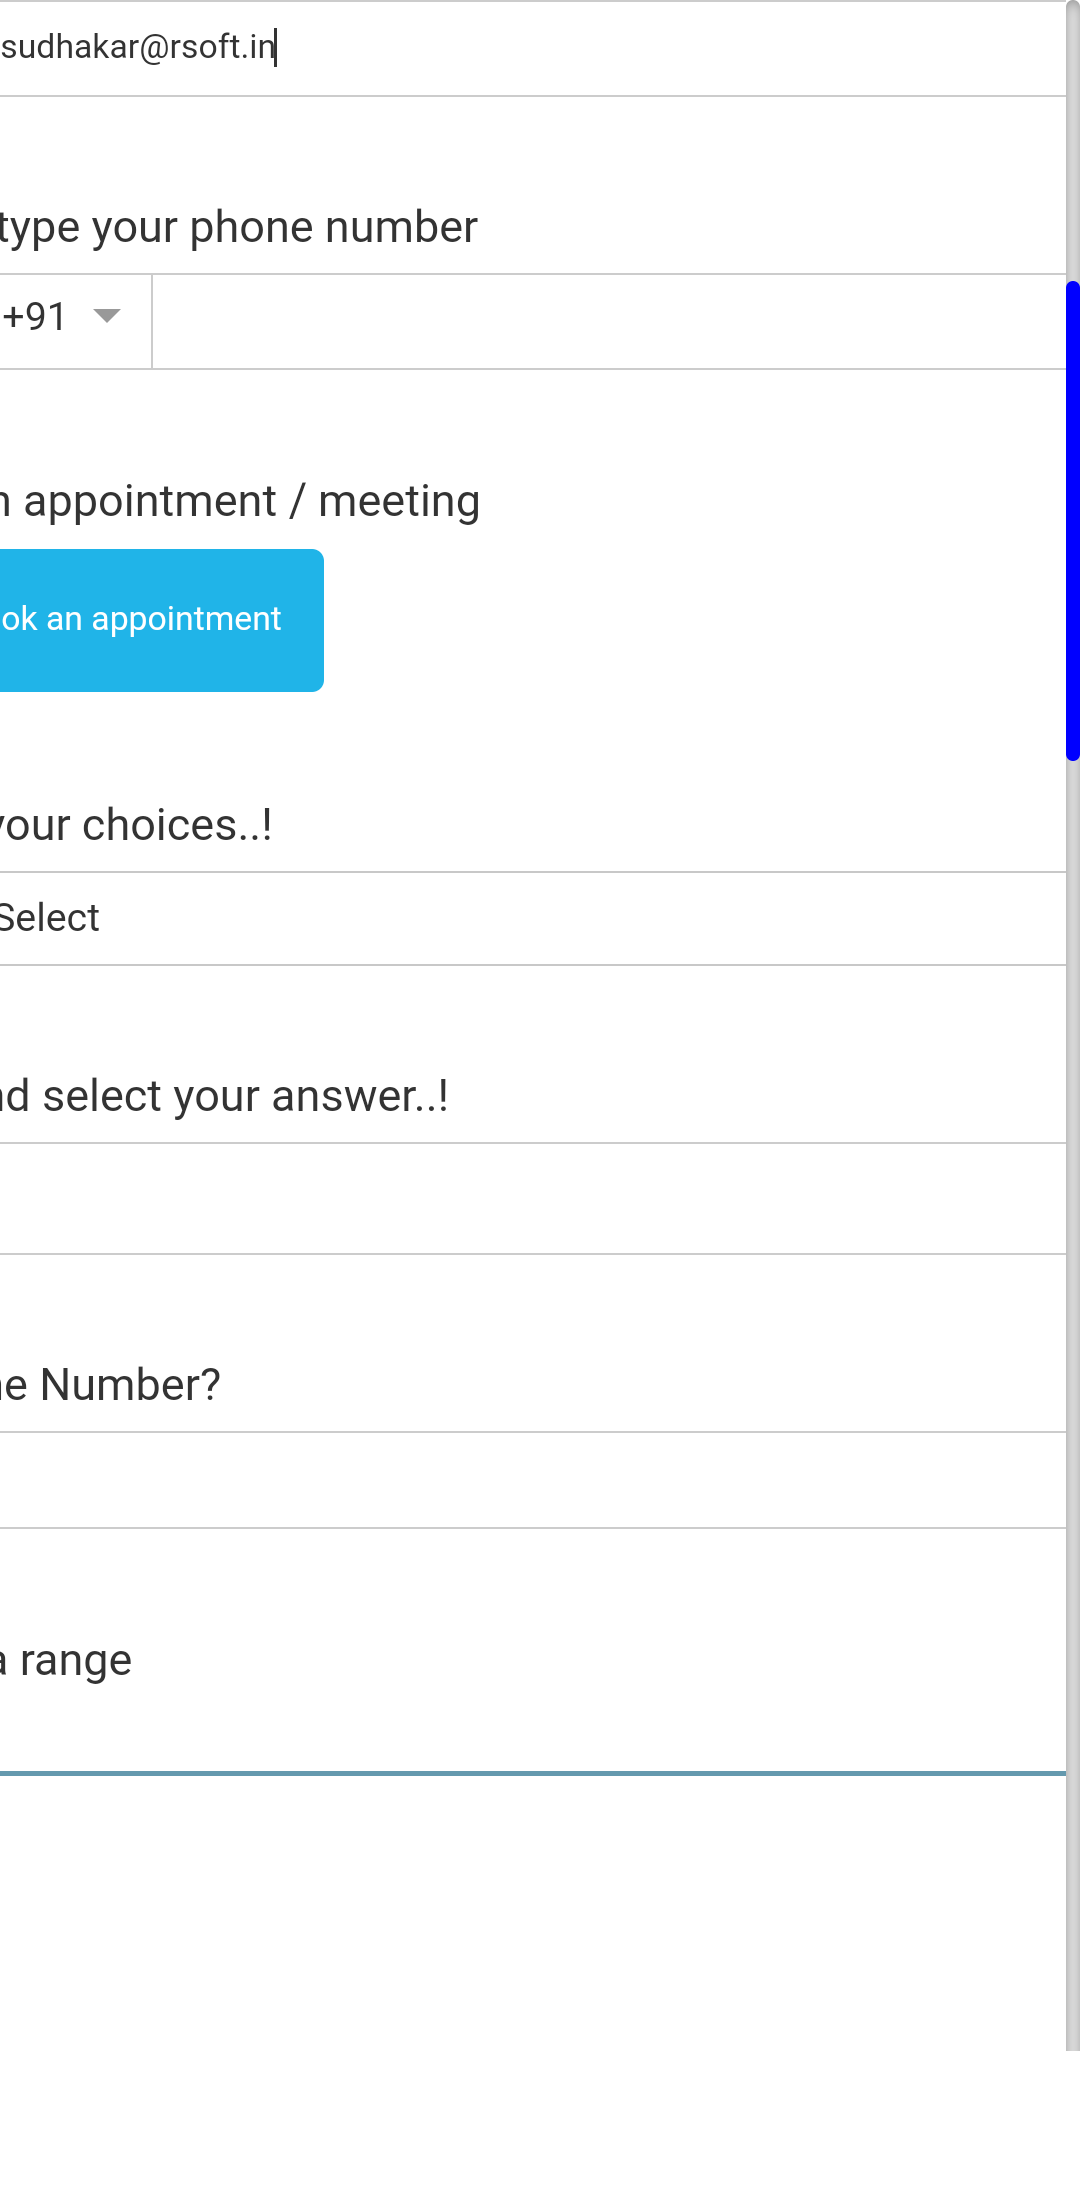 sudhakar@rsoft.in
type your phone number
+91
appointment / meeting
ok an appointment
your choices..!
Select
nd select your answer..!
e Number?
a range